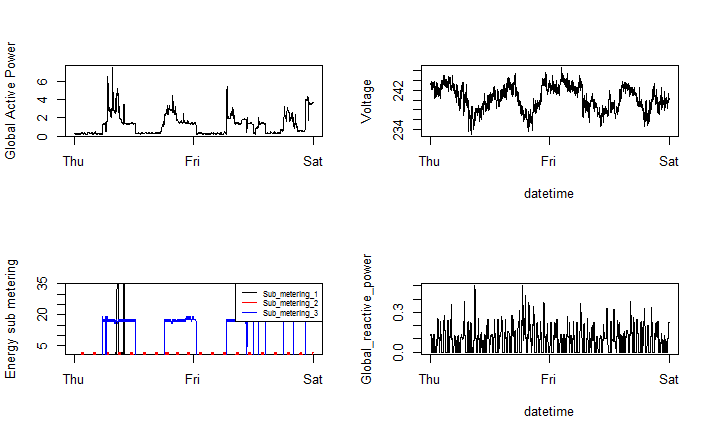 Global Active Power
0 2 4 6
Thu Fri Sat
Voltage
234 242
Thu Fri Sat
datetime
Energy sub metering
5 20 35
Sub_metering_1
Sub_metering_2
Sub_metering_3
Thu Fri Sat
Global_reactive_power
0.0 0.3
Thu Fri Sat
datetime